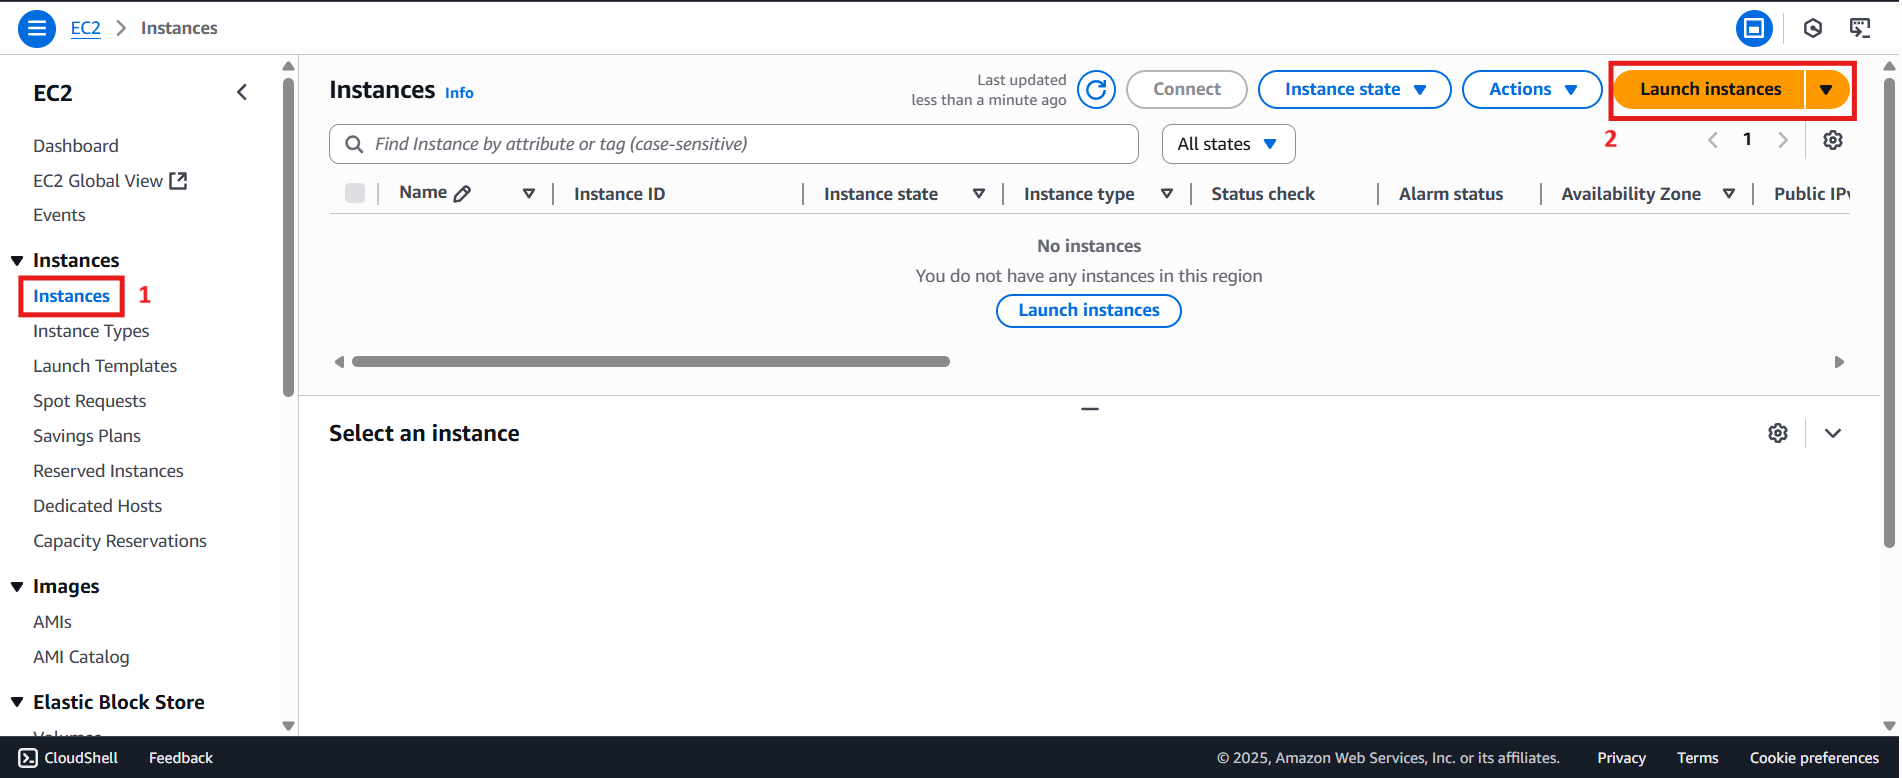 EC2 > Instances
EC2
Dashboard
EC2 Global View
Events
Instances
Instances 1
Instance Types
Launch Templates
Spot Requests
Savings Plans
Reserved Instances
Dedicated Hosts
Capacity Reservations
Images
AMIs
AMI Catalog
Elastic Block Store
Volumes
Instances Info
Last updated
less than a minute ago
Connect
Instance state
Actions
Launch instances
2
Find Instance by attribute or tag (case-sensitive)
All states
1
Name Instance ID Instance state Instance type Status check Alarm status Availability Zone Public IPv
No instances
You do not have any instances in this region
Launch instances
Select an instance
CloudShell Feedback © 2025, Amazon Web Services, Inc. or its affiliates. Privacy Terms Cookie preferences